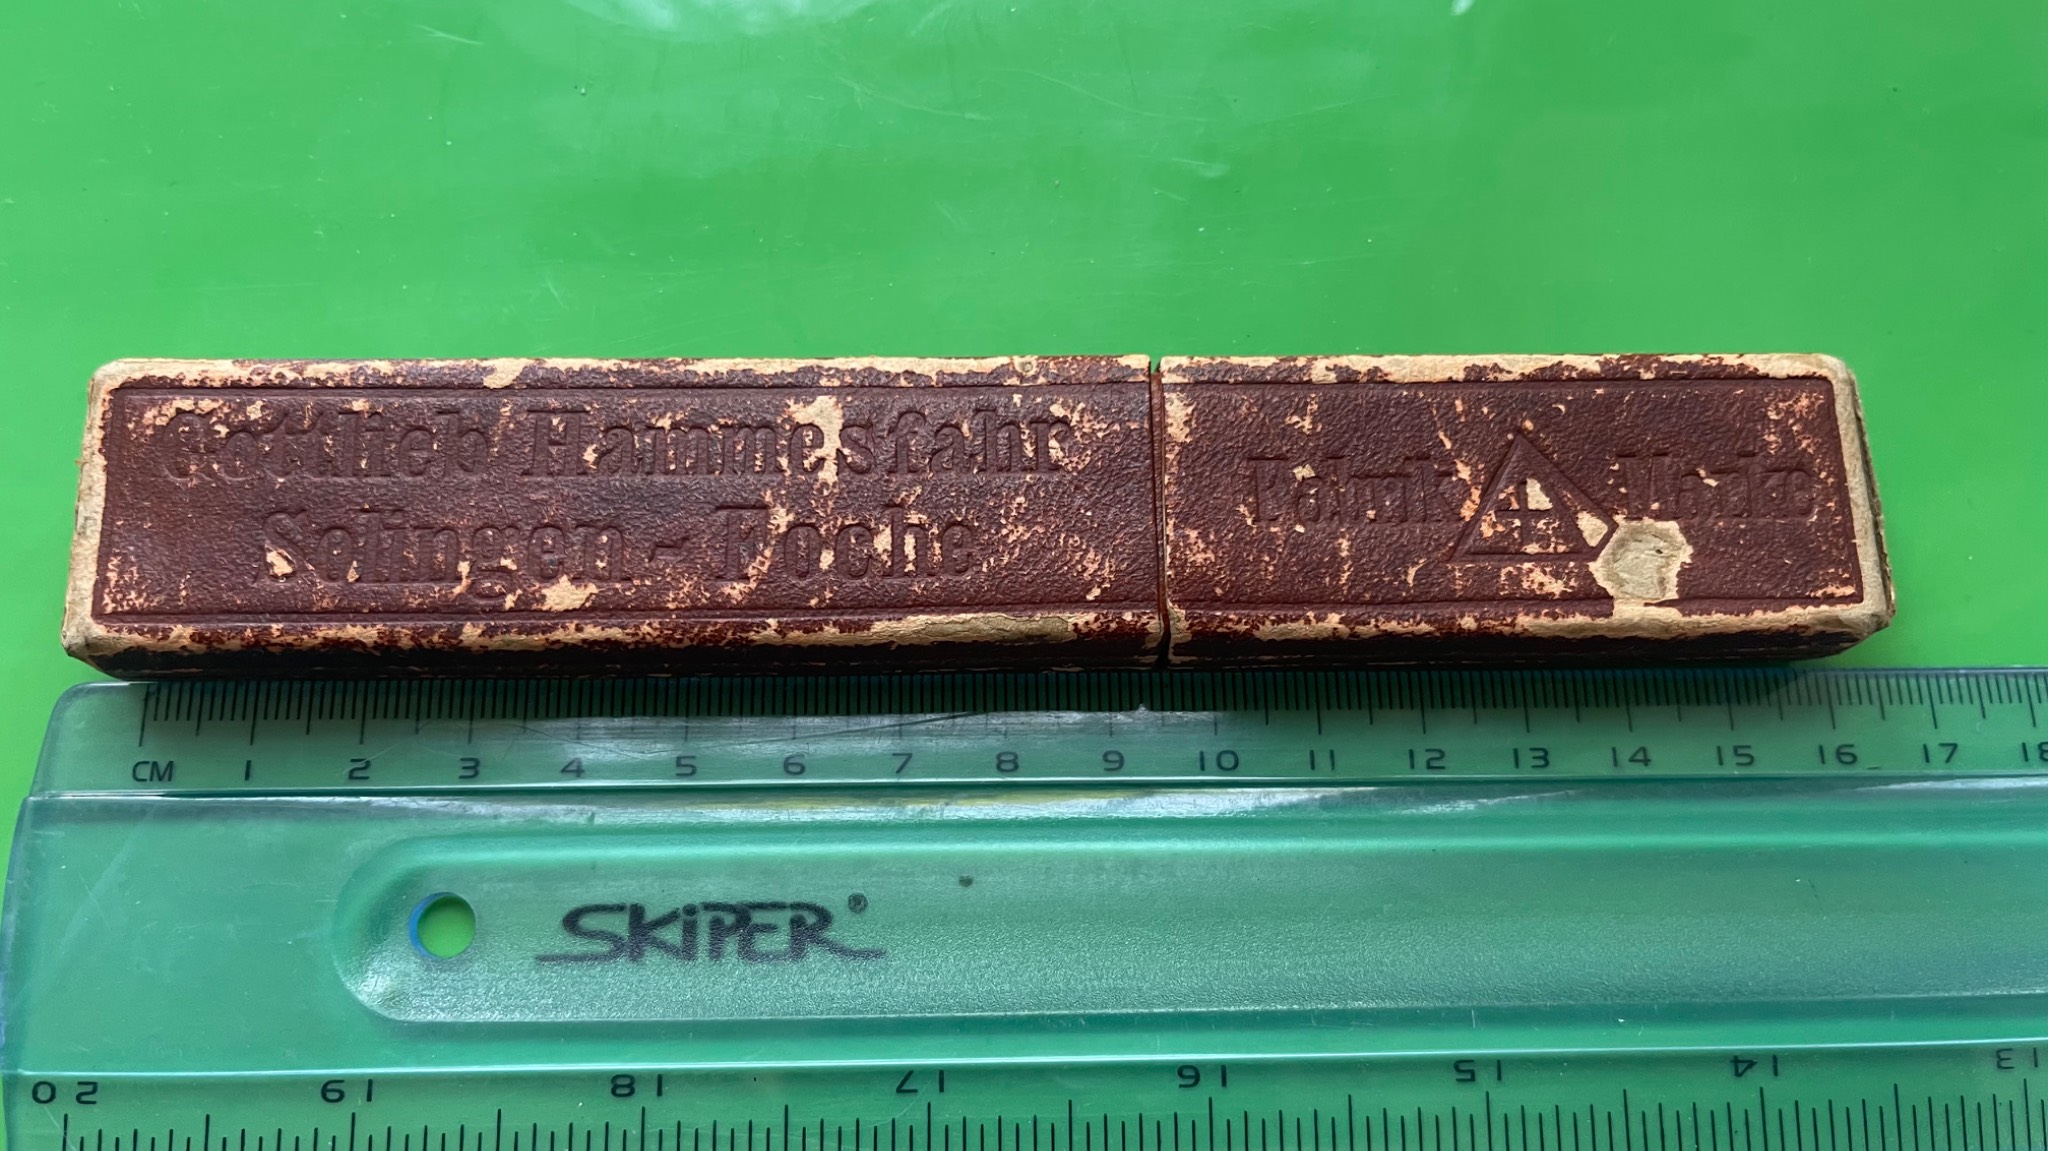 Gottlieb Hammesfahr
Solingen - Foche
Fabrik Marke
CM 1 2 3 4 5 6 7 8 9 10 11 12 13 14 15 16 17 18
SKiPER®
20 19 18 17 16 15 14 13